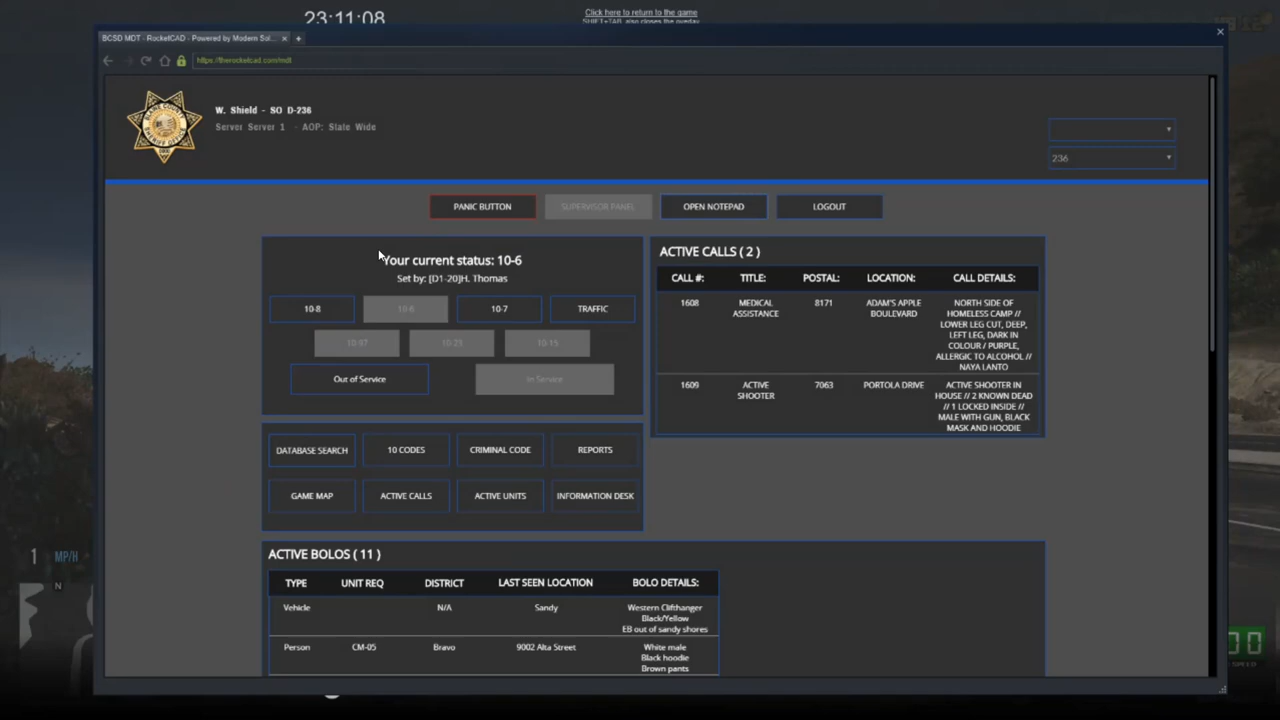 23:11:08
Click here to return to the game
SHIFT+TAB also closes the overlay
BCSD MDT - RocketCAD - Powered by Modern Sol...
https://therocketcad.com/mdt
W. Shield - SO D-236
Server Server 1 - AOP: State Wide
236
PANIC BUTTON
SUPERVISOR PANEL
OPEN NOTEPAD
LOGOUT
Your current status: 10-6
Set by: [D1-20]H. Thomas
10-8
10-6
10-7
TRAFFIC
10-97
10-23
10-15
Out of Service
In Service
ACTIVE CALLS ( 2 )
CALL #: TITLE: POSTAL: LOCATION: CALL DETAILS:
1608 MEDICAL 8171 ADAM'S APPLE NORTH SIDE OF
ASSISTANCE BOULEVARD HOMELESS CAMP //
LOWER LEG CUT, DEEP,
LEFT LEG, DARK IN
COLOUR / PURPLE,
ALLERGIC TO ALCOHOL //
NAYA LANTO
1609 ACTIVE 7063 PORTOLA DRIVE ACTIVE SHOOTER IN
SHOOTER HOUSE // 2 KNOWN DEAD
// 1 LOCKED INSIDE //
MALE WITH GUN, BLACK
MASK AND HOODIE
DATABASE SEARCH
10 CODES
CRIMINAL CODE
REPORTS
GAME MAP
ACTIVE CALLS
ACTIVE UNITS
INFORMATION DESK
ACTIVE BOLOS ( 11 )
TYPE UNIT REQ DISTRICT LAST SEEN LOCATION BOLO DETAILS:
Vehicle N/A Sandy Western Cliffhanger
Black/Yellow
EB out of sandy shores
Person CM-05 Bravo 9002 Alta Street White male
Black hoodie
Brown pants
1 MP/H
N
SPEED